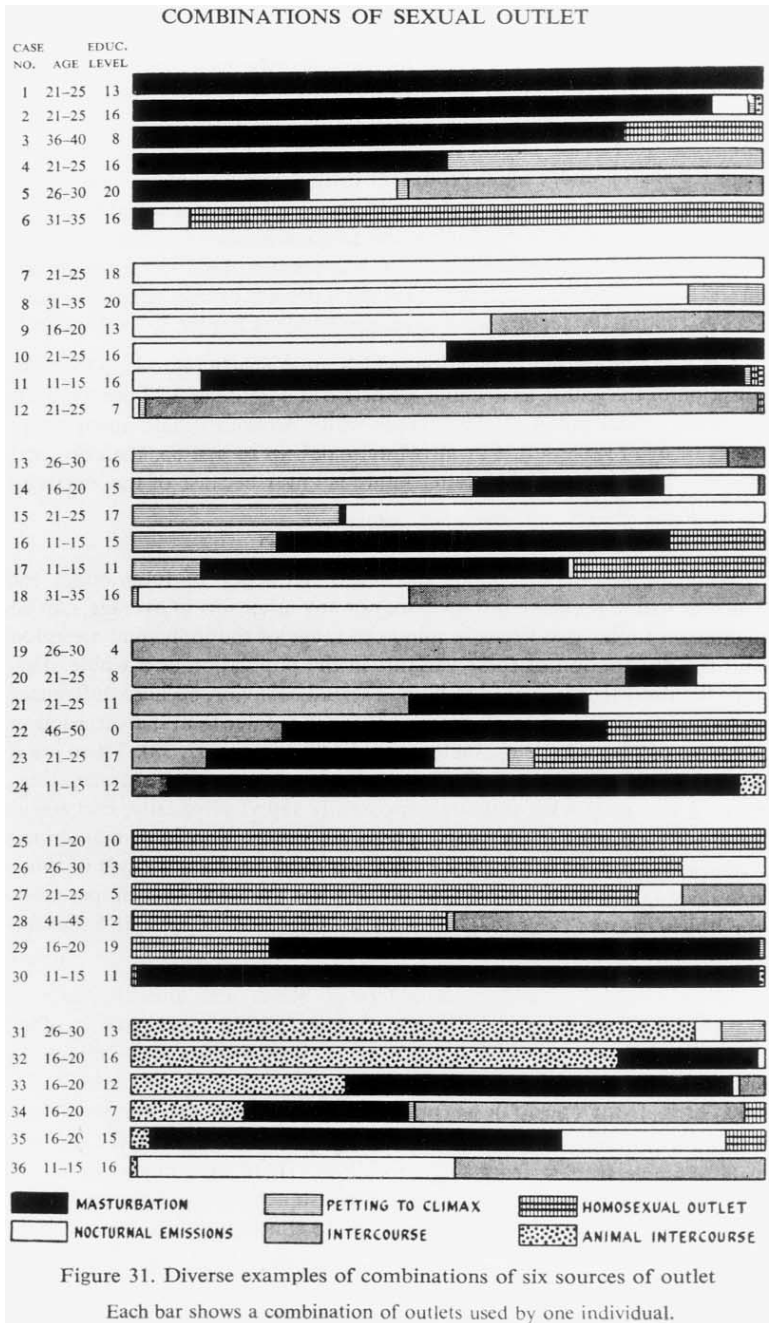 COMBINATIONS OF SEXUAL OUTLET
CASE EDUC.
NO. AGE LEVEL
1 21–25 13
2 21–25 16
3 36–40 8
4 21–25 16
5 26–30 20
6 31–35 16
7 21–25 18
8 31–35 20
9 16–20 13
10 21–25 16
11 11–15 16
12 21–25 7
13 26–30 16
14 16–20 15
15 21–25 17
16 11–15 15
17 11–15 11
18 31–35 16
19 26–30 4
20 21–25 8
21 21–25 11
22 46–50 0
23 21–25 17
24 11–15 12
25 11–20 10
26 26–30 13
27 21–25 5
28 41–45 12
29 16–20 19
30 11–15 11
31 26–30 13
32 16–20 16
33 16–20 12
34 16–20 7
35 16–20 15
36 11–15 16
MASTURBATION PETTING TO CLIMAX HOMOSEXUAL OUTLET
NOCTURNAL EMISSIONS INTERCOURSE ANIMAL INTERCOURSE
Figure 31. Diverse examples of combinations of six sources of outlet
Each bar shows a combination of outlets used by one individual.